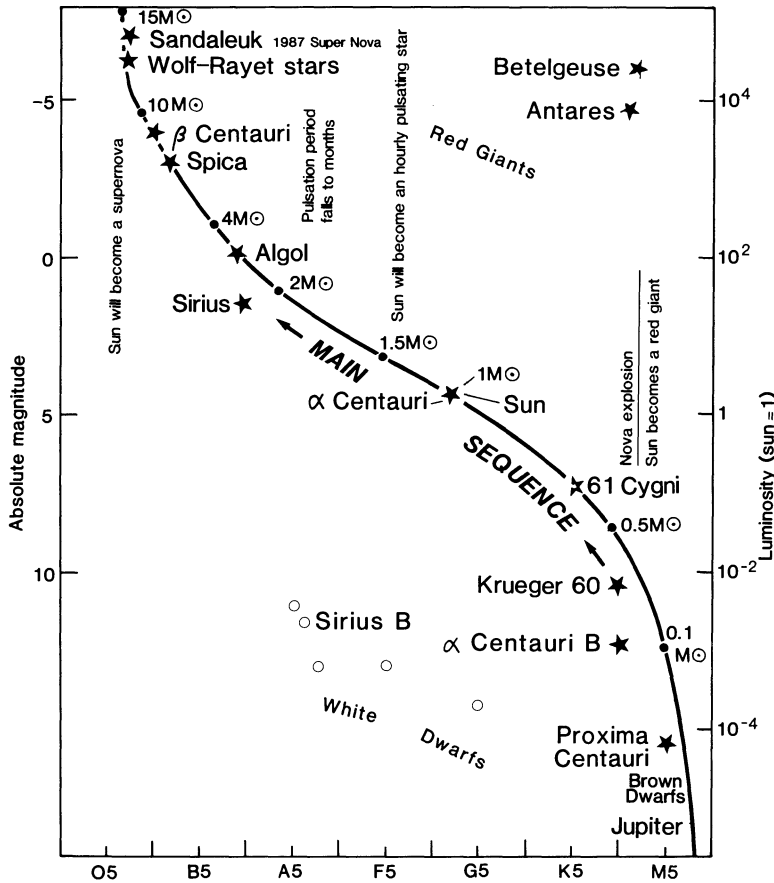 15M⊙
Sandaleuk 1987 Super Nova
Wolf-Rayet stars
Betelgeuse
Antares
Red Giants
10M⊙
β Centauri
Spica
Sun will become a supernova
Pulsation period
falls to months
Sun will become an hourly pulsating star
4M⊙
Algol
2M⊙
Sirius
MAIN
1.5M⊙
1M⊙
α Centauri
Sun
SEQUENCE
Nova explosion
Sun becomes a red giant
61 Cygni
0.5M⊙
Krueger 60
Sirius B
α Centauri B
0.1
M⊙
White Dwarfs
Proxima
Centauri
Brown
Dwarfs
Jupiter
Absolute magnitude
-5
0
5
10
Luminosity (sun = 1)
10⁴
10²
1
10⁻²
10⁻⁴
O5 B5 A5 F5 G5 K5 M5